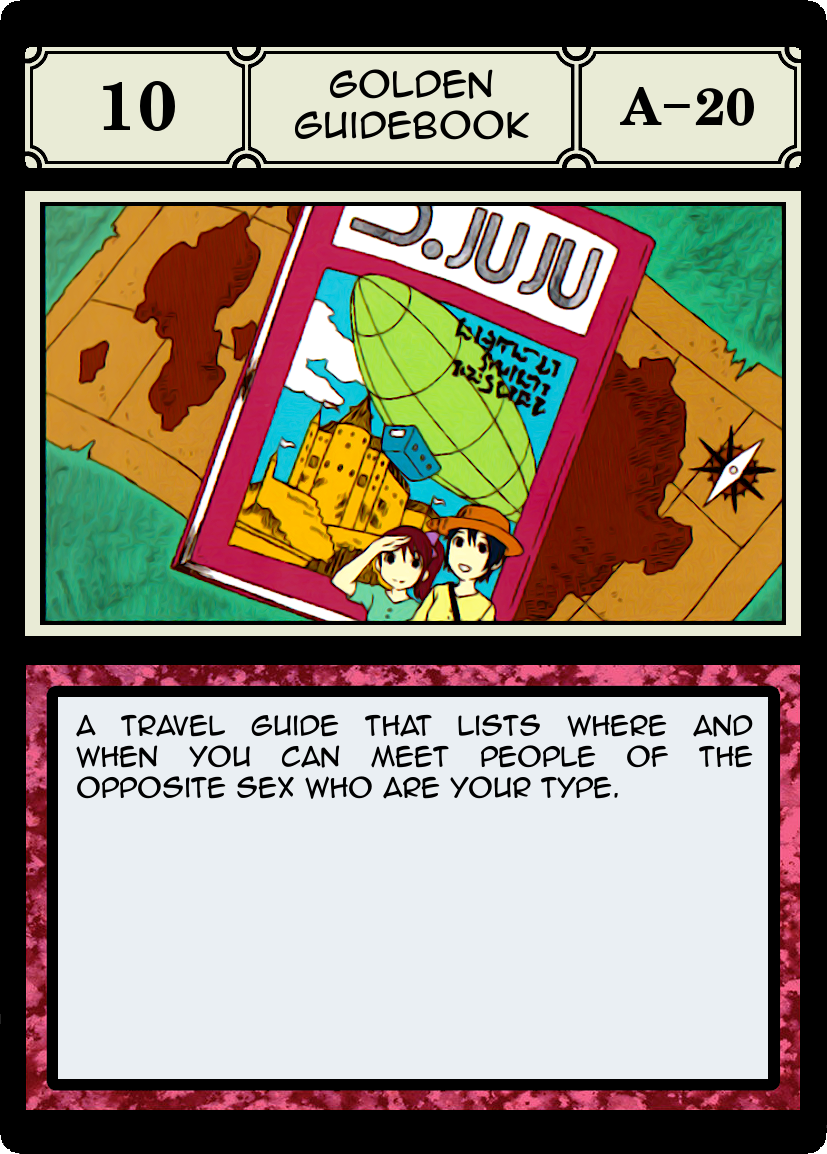 10
GOLDEN
GUIDEBOOK
A-20
.JUJU
A TRAVEL GUIDE THAT LISTS WHERE AND
WHEN YOU CAN MEET PEOPLE OF THE
OPPOSITE SEX WHO ARE YOUR TYPE.